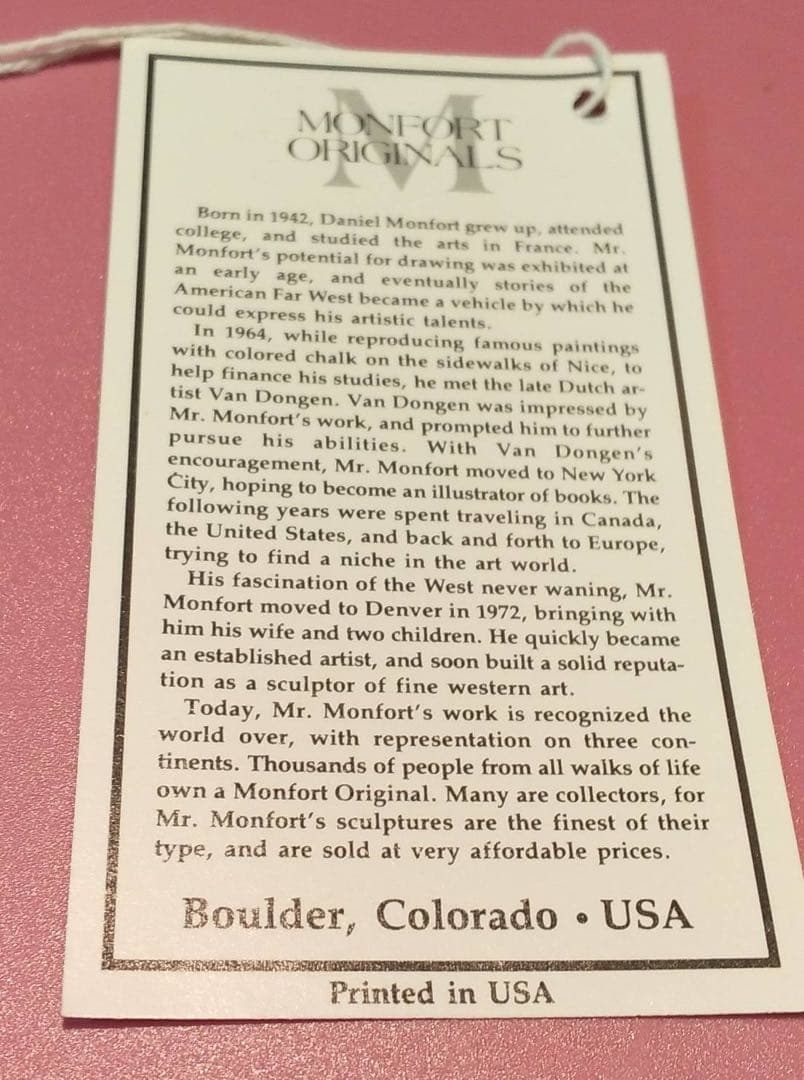 M
MONFORT
ORIGINALS
Born in 1942, Daniel Monfort grew up, attended
college, and studied the arts in France. Mr.
Monfort's potential for drawing was exhibited at
an early age, and eventually stories of the
American Far West became a vehicle by which he
could express his artistic talents.
In 1964, while reproducing famous paintings
with colored chalk on the sidewalks of Nice, to
help finance his studies, he met the late Dutch ar-
tist Van Dongen. Van Dongen was impressed by
Mr. Monfort's work, and prompted him to further
pursue his abilities. With Van Dongen's
encouragement, Mr. Monfort moved to New York
City, hoping to become an illustrator of books. The
following years were spent traveling in Canada,
the United States, and back and forth to Europe,
trying to find a niche in the art world.
His fascination of the West never waning, Mr.
Monfort moved to Denver in 1972, bringing with
him his wife and two children. He quickly became
an established artist, and soon built a solid reputa-
tion as a sculptor of fine western art.
Today, Mr. Monfort's work is recognized the
world over, with representation on three con-
tinents. Thousands of people from all walks of life
own a Monfort Original. Many are collectors, for
Mr. Monfort's sculptures are the finest of their
type, and are sold at very affordable prices.
Boulder, Colorado • USA
Printed in USA